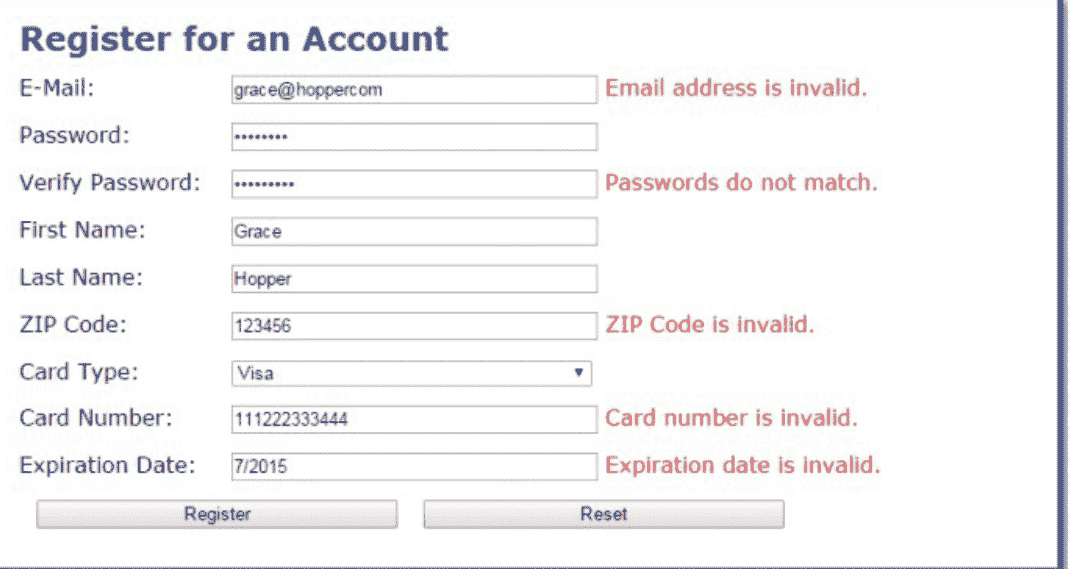 Register for an Account
E-Mail: grace@hoppercom Email address is invalid.
Password: ••••••••
Verify Password: ••••••••• Passwords do not match.
First Name: Grace
Last Name: Hopper
ZIP Code: 123456 ZIP Code is invalid.
Card Type: Visa
Card Number: 111222333444 Card number is invalid.
Expiration Date: 7/2015 Expiration date is invalid.
Register Reset